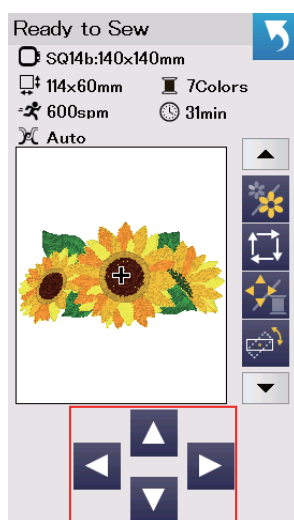 Ready to Sew
SQ14b:140x140mm
114x60mm 7Colors
600spm 31min
Auto